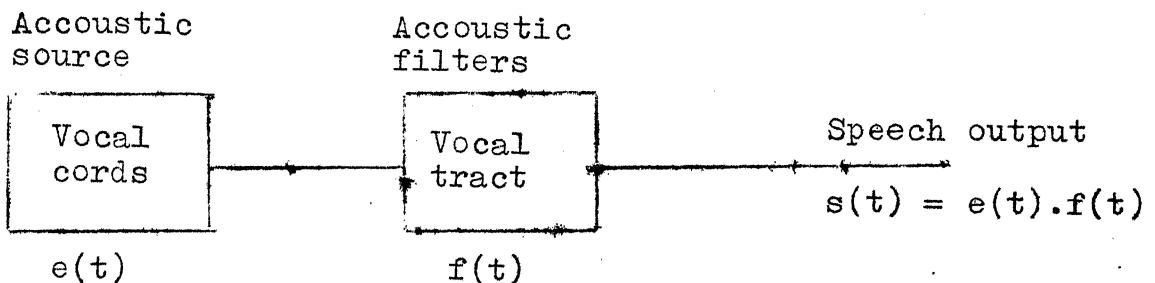 Accoustic
source
Accoustic
filters
Vocal
cords
Vocal
tract
Speech output
s(t) = e(t).f(t)
e(t)
f(t)